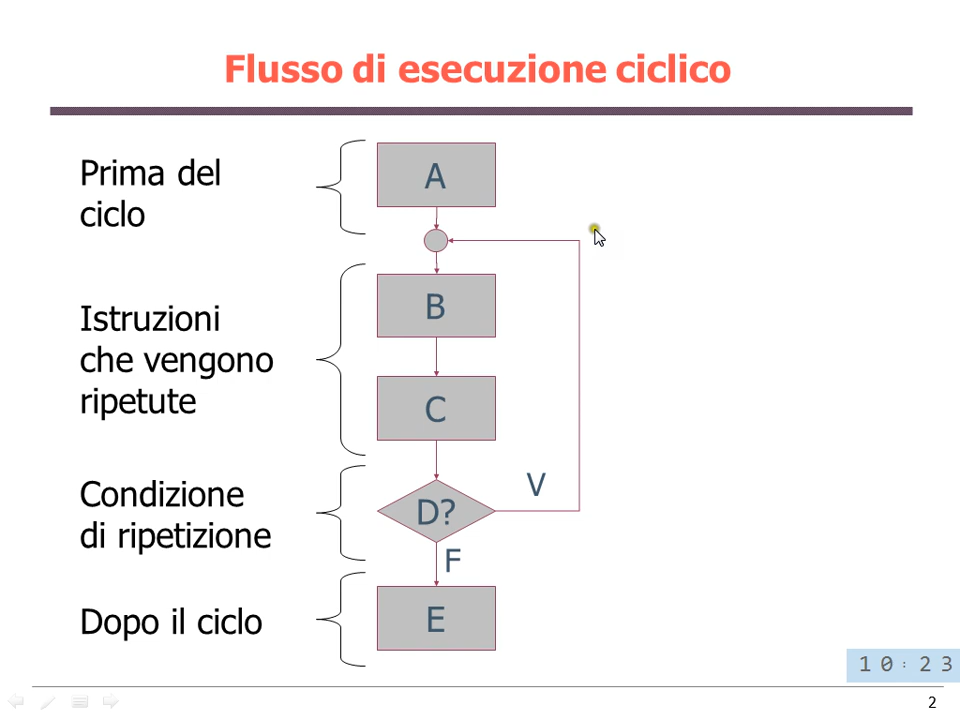 Flusso di esecuzione ciclico
Prima del
ciclo
A
Istruzioni
che vengono
ripetute
B
C
Condizione
di ripetizione
D?
V
F
Dopo il ciclo
E
10:23
2